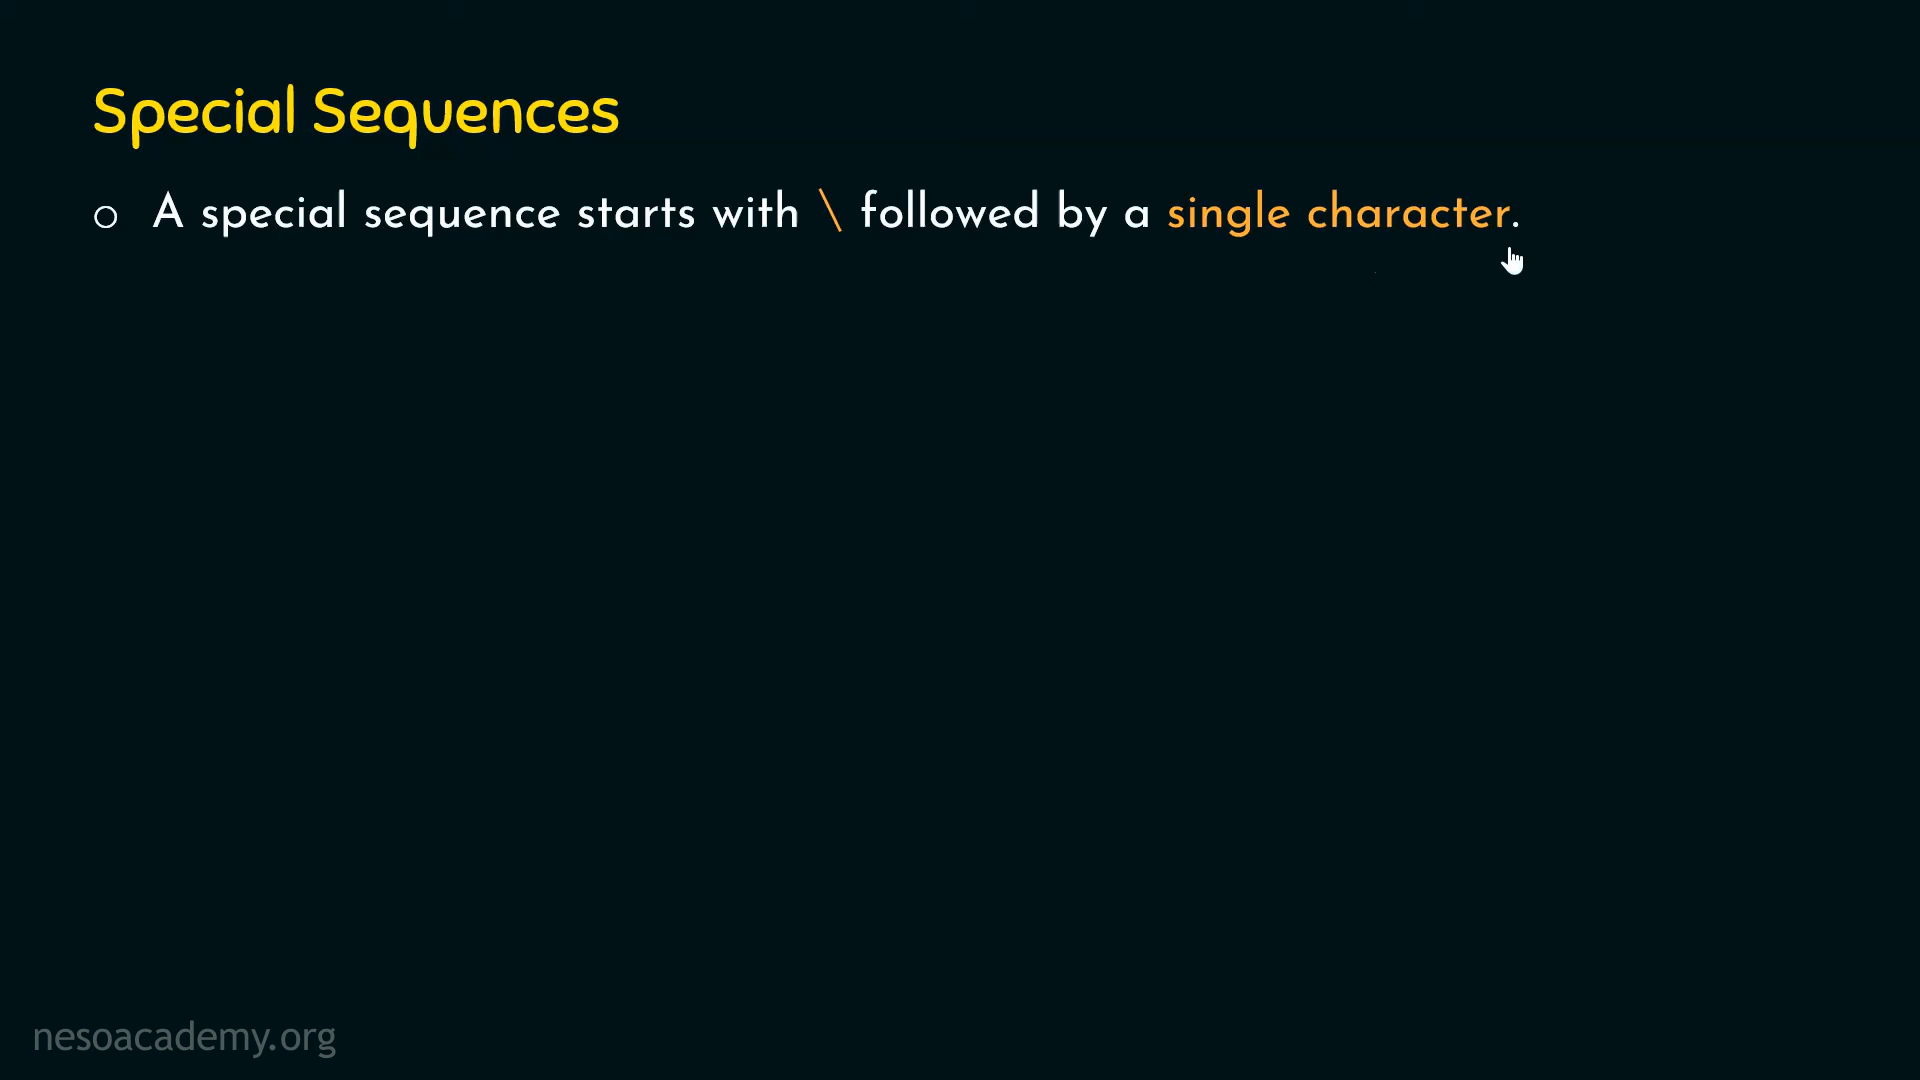 Special Sequences
○ A special sequence starts with \ followed by a single character.
nesoacademy.org